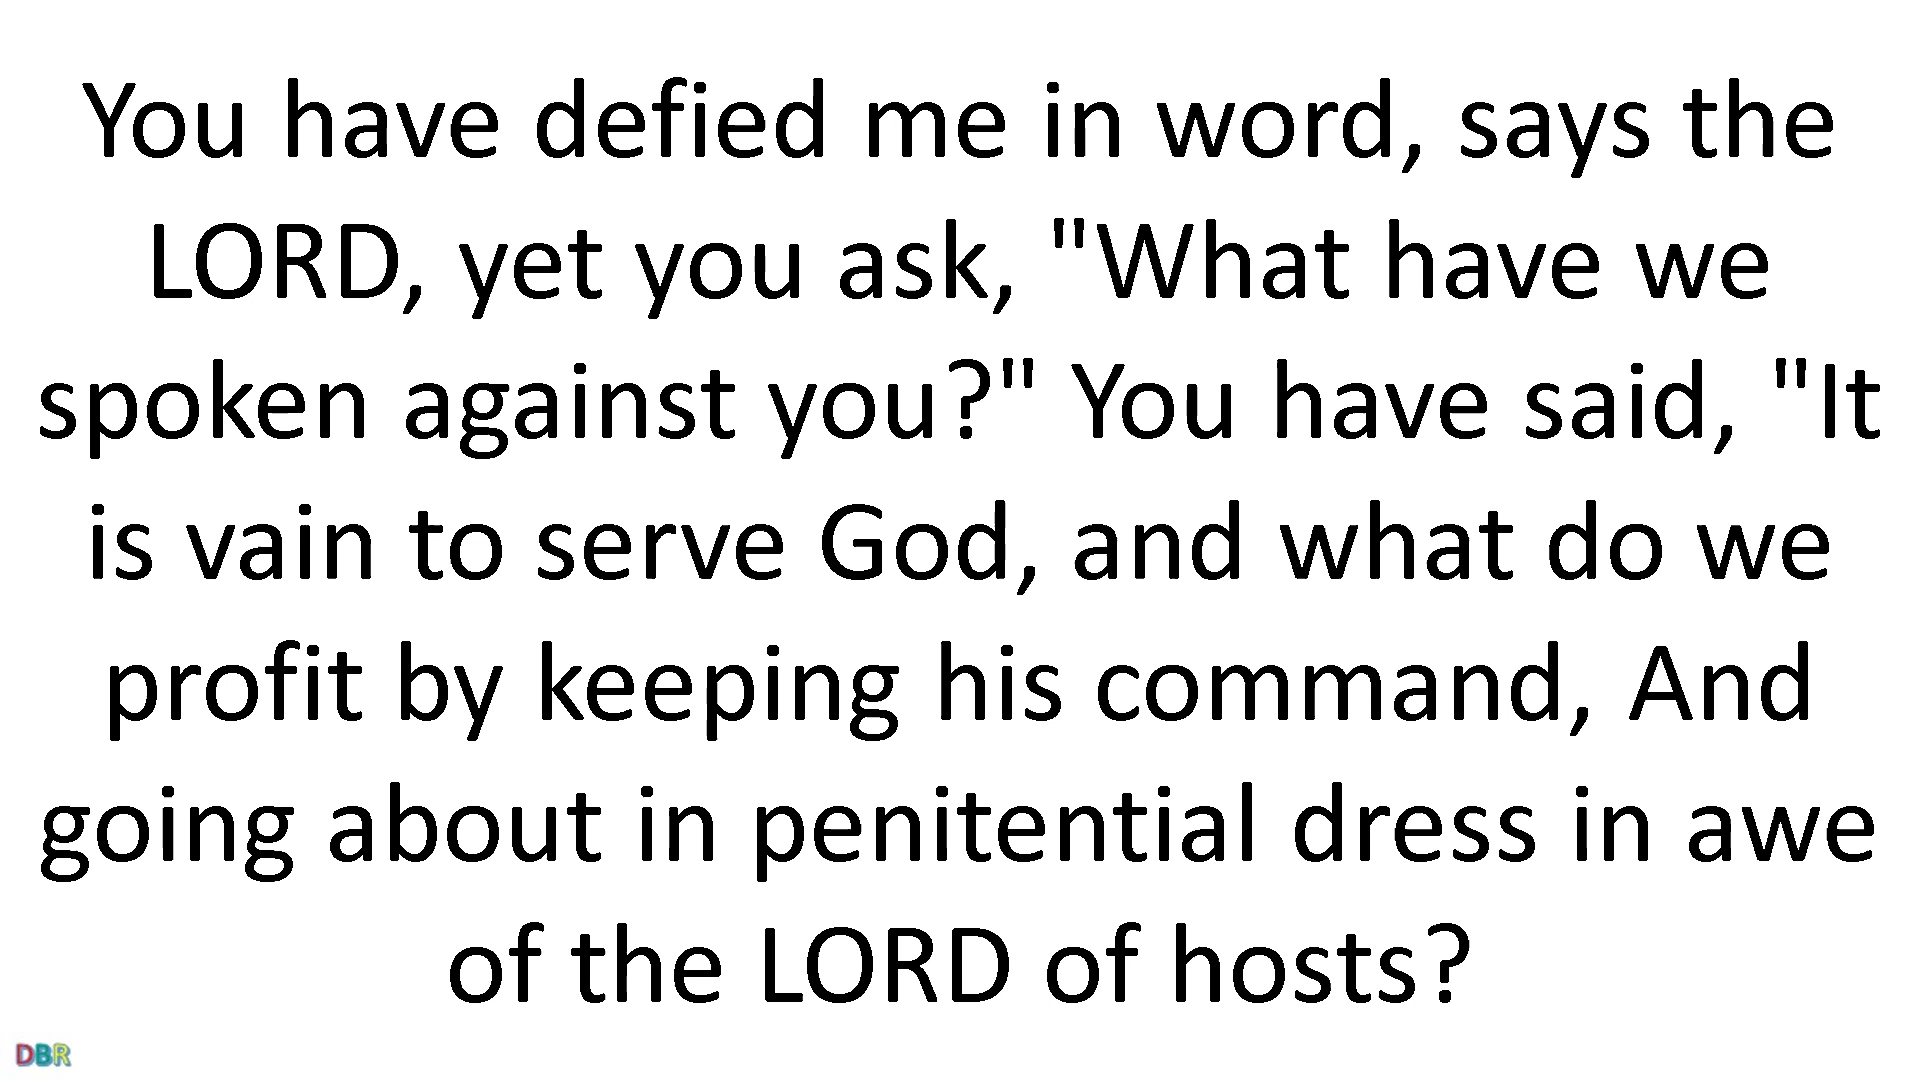 You have defied me in word, says the
LORD, yet you ask, "What have we
spoken against you?" You have said, "It
is vain to serve God, and what do we
profit by keeping his command, And
going about in penitential dress in awe
of the LORD of hosts?
DBR